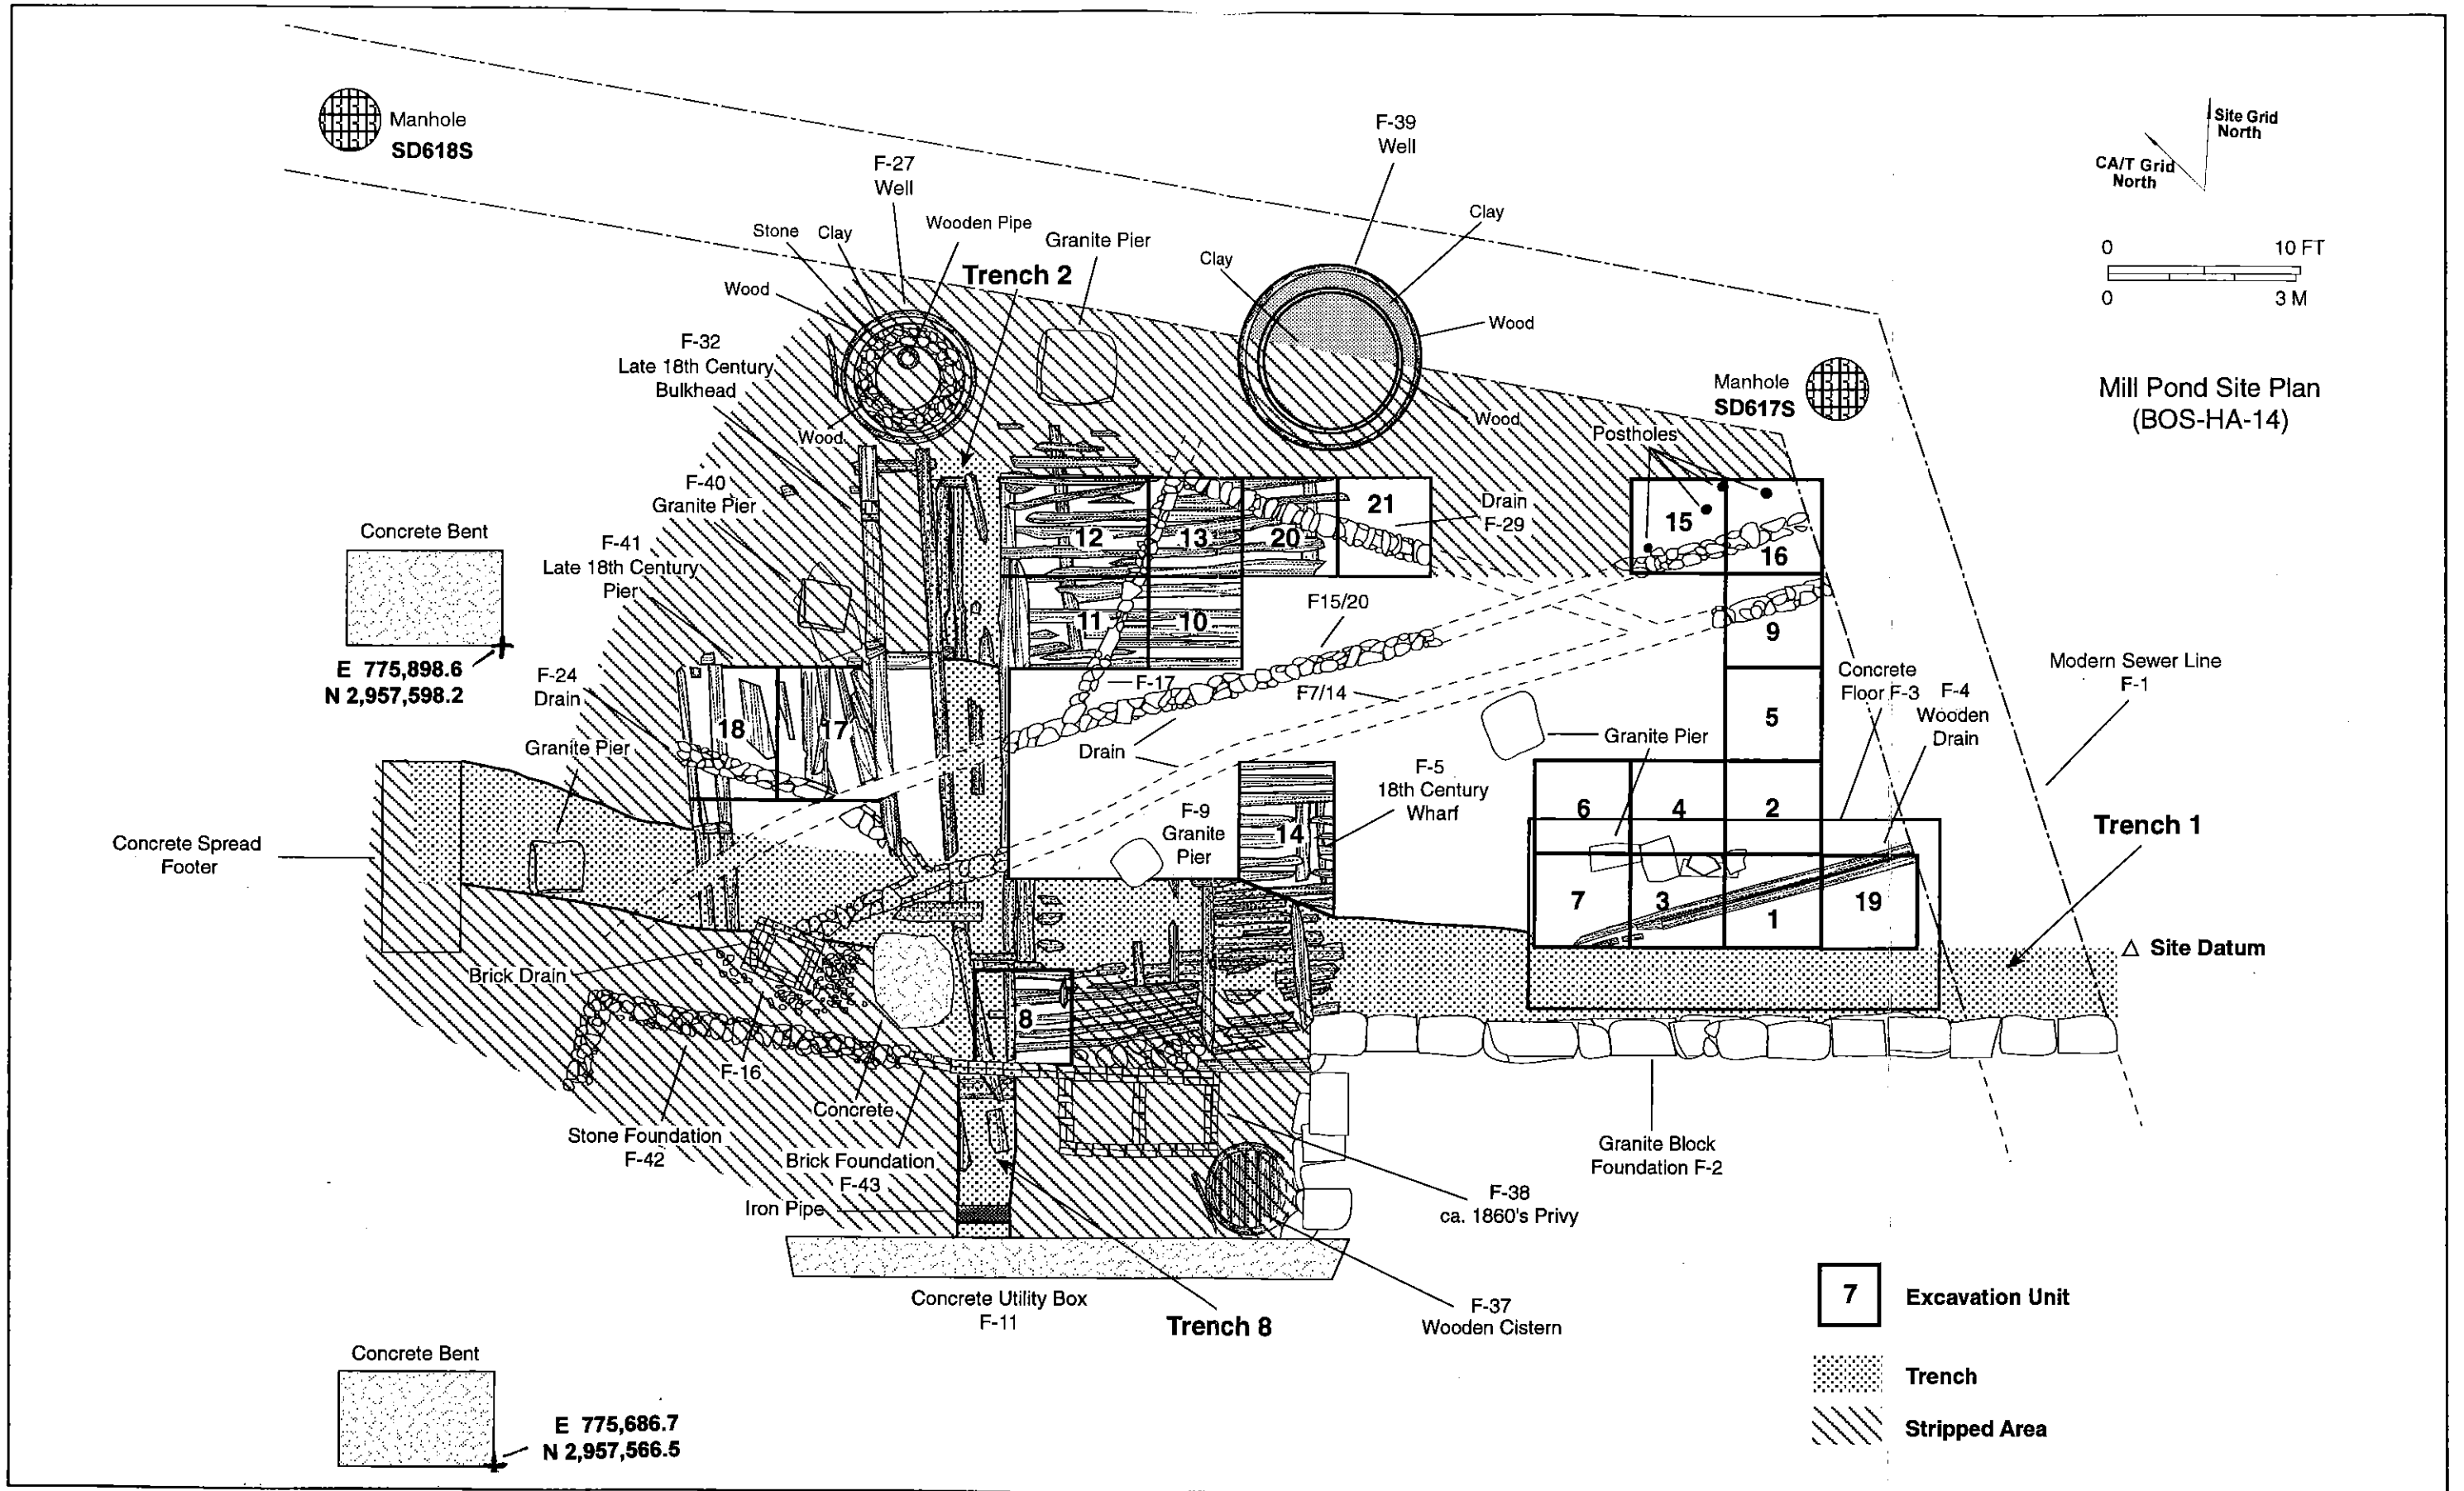 Manhole
SD618S
F-27
Well
Stone
Clay
Wooden Pipe
Granite Pier
Trench 2
Wood
F-39
Well
Clay
Clay
Wood
Wood
Site Grid
North
CA/T Grid
North
0
10 FT
0
3 M
Mill Pond Site Plan
(BOS-HA-14)
Manhole
SD617S
Postholes
F-32
Late 18th Century
Bulkhead
Wood
F-40
Granite Pier
F-41
Late 18th Century
Pier
Concrete Bent
E 775,898.6
N 2,957,598.2
F-24
Drain
Granite Pier
Concrete Spread
Footer
12
13
20
21
Drain
F-29
15
16
11
10
F15/20
9
F-17
F7/14
Drain
18
17
5
Granite Pier
Concrete
Floor F-3
F-4
Wooden
Drain
Modern Sewer Line
F-1
F-9
Granite
Pier
14
F-5
18th Century
Wharf
6
4
2
7
3
1
19
Trench 1
Site Datum
Brick Drain
8
F-16
Concrete
Stone Foundation
F-42
Brick Foundation
F-43
Iron Pipe
Granite Block
Foundation F-2
F-38
ca. 1860's Privy
F-37
Wooden Cistern
Concrete Utility Box
F-11
Trench 8
Concrete Bent
E 775,686.7
N 2,957,566.5
7
Excavation Unit
Trench
Stripped Area